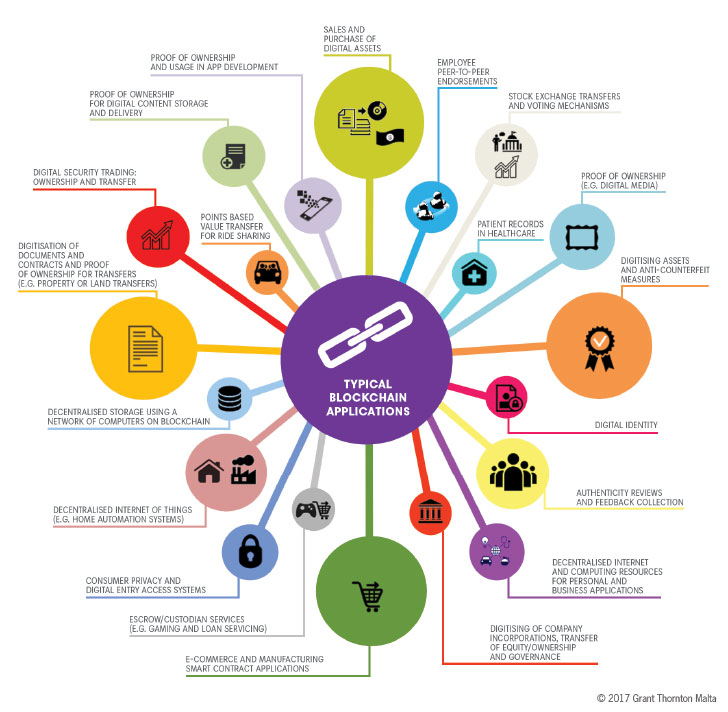 SALES AND
PURCHASE OF
DIGITAL ASSETS
PROOF OF OWNERSHIP
AND USAGE IN APP DEVELOPMENT
EMPLOYEE
PEER-TO-PEER
ENDORSEMENTS
PROOF OF OWNERSHIP
FOR DIGITAL CONTENT STORAGE
AND DELIVERY
STOCK EXCHANGE TRANSFERS
AND VOTING MECHANISMS
DIGITAL SECURITY TRADING:
OWNERSHIP AND TRANSFER
PROOF OF OWNERSHIP
(E.G. DIGITAL MEDIA)
POINTS BASED
VALUE TRANSFER
FOR RIDE SHARING
PATIENT RECORDS
IN HEALTHCARE
DIGITISATION OF
DOCUMENTS AND
CONTRACTS AND PROOF
OF OWNERSHIP FOR TRANSFERS
(E.G. PROPERTY OR LAND TRANSFERS)
DIGITISING ASSETS
AND ANTI-COUNTERFEIT
MEASURES
TYPICAL
BLOCKCHAIN
APPLICATIONS
DECENTRALISED STORAGE USING A
NETWORK OF COMPUTERS ON BLOCKCHAIN
DIGITAL IDENTITY
DECENTRALISED INTERNET OF THINGS
(E.G. HOME AUTOMATION SYSTEMS)
AUTHENTICITY REVIEWS
AND FEEDBACK COLLECTION
CONSUMER PRIVACY AND
DIGITAL ENTRY ACCESS SYSTEMS
DECENTRALISED INTERNET
AND COMPUTING RESOURCES
FOR PERSONAL AND
BUSINESS APPLICATIONS
ESCROW/CUSTODIAN SERVICES
(E.G. GAMING AND LOAN SERVICING)
DIGITISING OF COMPANY
INCORPORATIONS, TRANSFER
OF EQUITY/OWNERSHIP
AND GOVERNANCE
E-COMMERCE AND MANUFACTURING
SMART CONTRACT APPLICATIONS
© 2017 Grant Thornton Malta